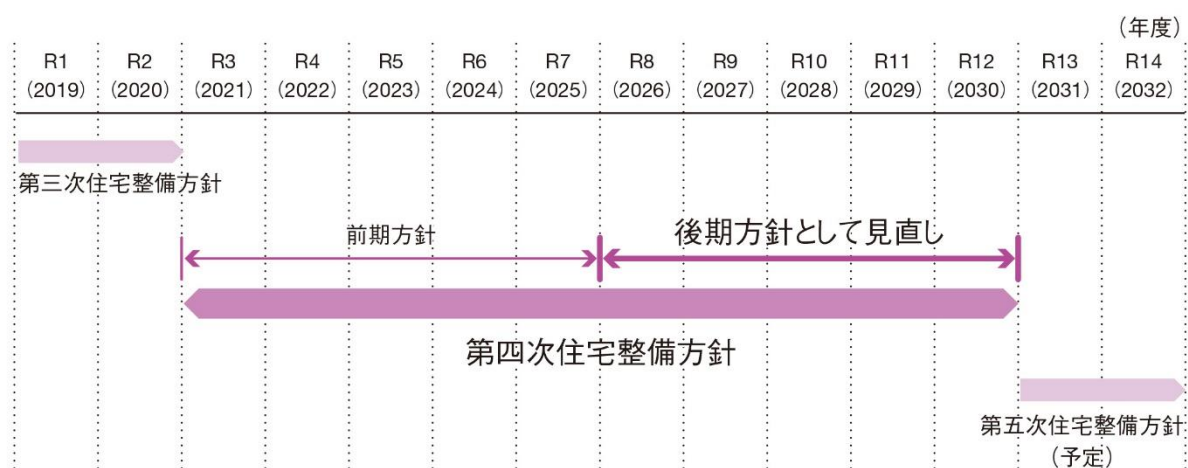 (年度)
R1 R2 R3 R4 R5 R6 R7 R8 R9 R10 R11 R12 R13 R14
(2019) (2020) (2021) (2022) (2023) (2024) (2025) (2026) (2027) (2028) (2029) (2030) (2031) (2032)
第三次住宅整備方針
前期方針 後期方針として見直し
第四次住宅整備方針
第五次住宅整備方針
(予定)